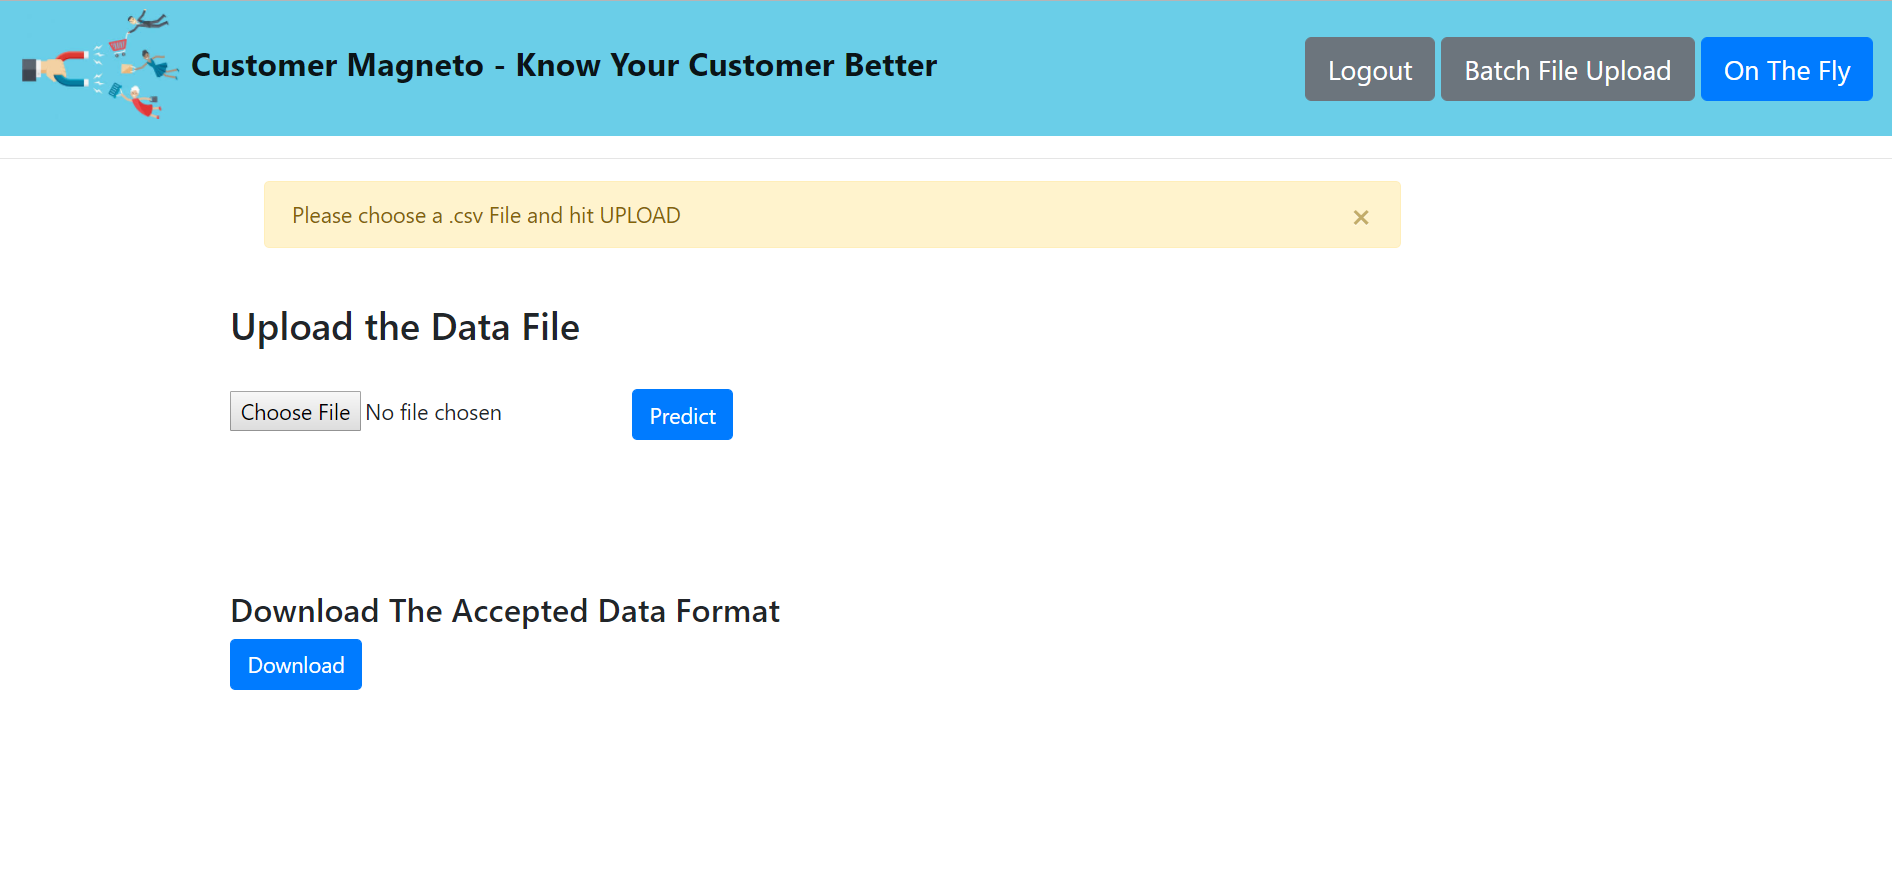 Customer Magneto - Know Your Customer Better
Logout
Batch File Upload
On The Fly
Please choose a .csv File and hit UPLOAD
×
Upload the Data File
Choose File No file chosen
Predict
Download The Accepted Data Format
Download